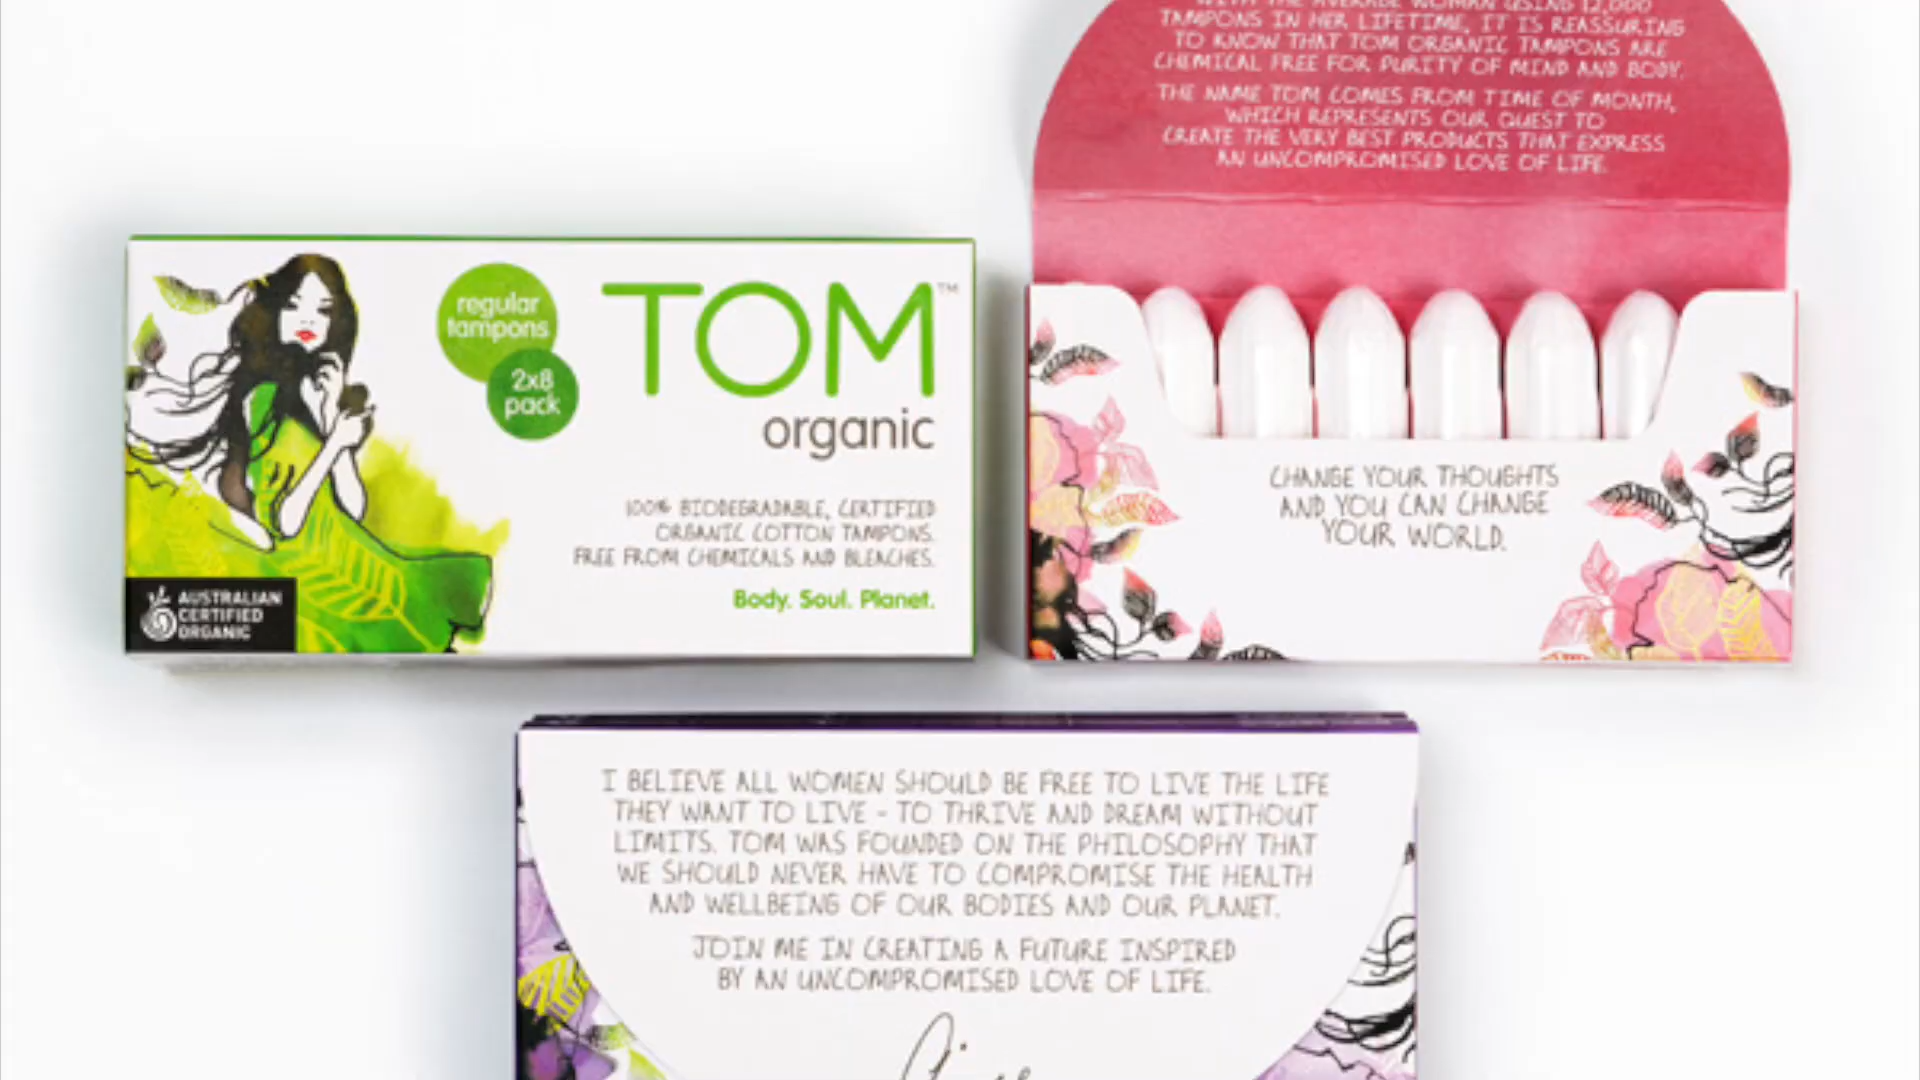 regular
tampons
2x8
pack
TOM™
organic
100% BIODEGRADABLE, CERTIFIED
ORGANIC COTTON TAMPONS.
FREE FROM CHEMICALS AND BLEACHES.
Body. Soul. Planet.
AUSTRALIAN
CERTIFIED
ORGANIC
WITH THE AVERAGE WOMAN USING 12,000
TAMPONS IN HER LIFETIME, IT IS REASSURING
TO KNOW THAT TOM ORGANIC TAMPONS ARE
CHEMICAL FREE FOR PURITY OF MIND AND BODY.
THE NAME TOM COMES FROM TIME OF MONTH,
WHICH REPRESENTS OUR QUEST TO
CREATE THE VERY BEST PRODUCTS THAT EXPRESS
AN UNCOMPROMISED LOVE OF LIFE.
CHANGE YOUR THOUGHTS
AND YOU CAN CHANGE
YOUR WORLD.
I BELIEVE ALL WOMEN SHOULD BE FREE TO LIVE THE LIFE
THEY WANT TO LIVE - TO THRIVE AND DREAM WITHOUT
LIMITS. TOM WAS FOUNDED ON THE PHILOSOPHY THAT
WE SHOULD NEVER HAVE TO COMPROMISE THE HEALTH
AND WELLBEING OF OUR BODIES AND OUR PLANET.
JOIN ME IN CREATING A FUTURE INSPIRED
BY AN UNCOMPROMISED LOVE OF LIFE.